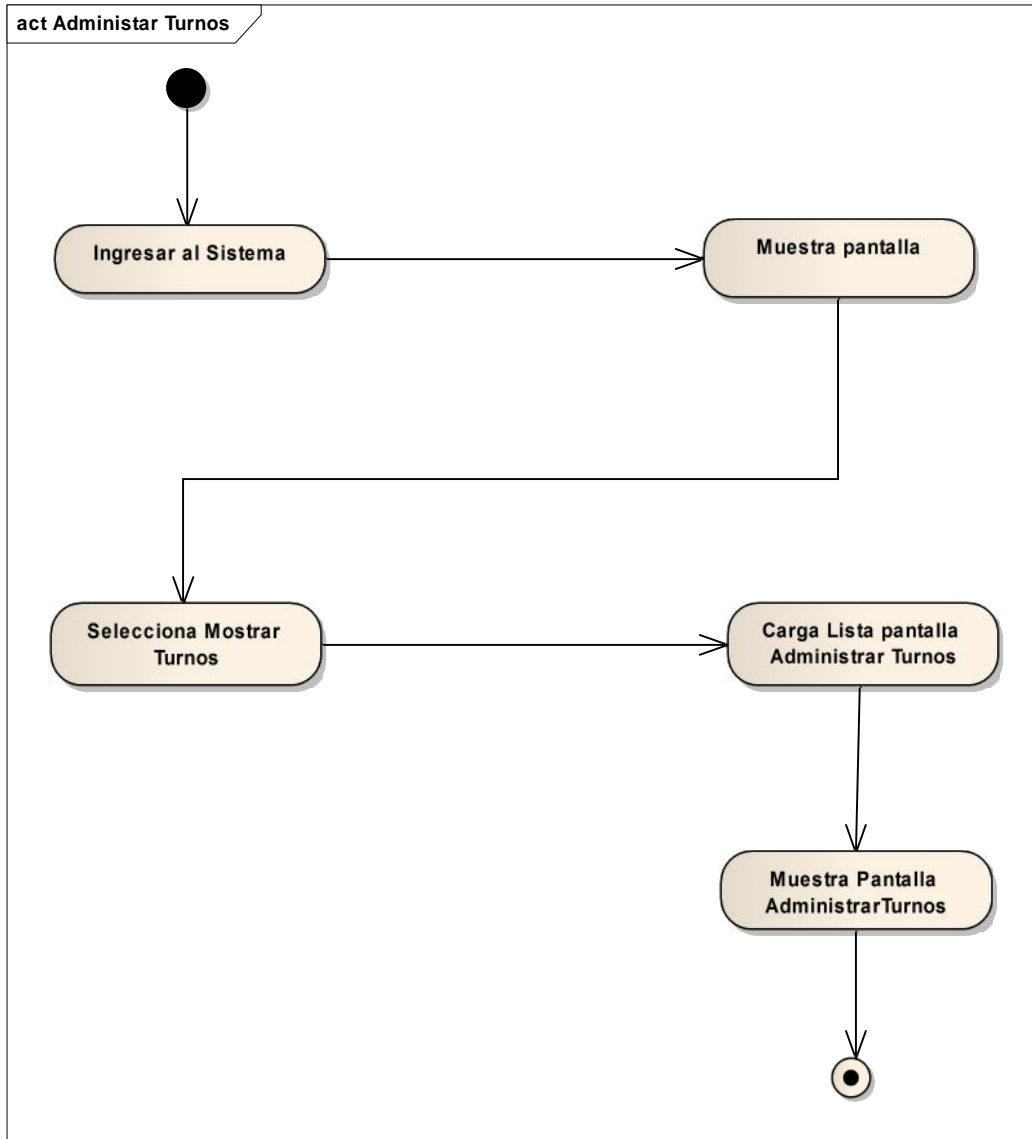 act Administar Turnos
Ingresar al Sistema
Muestra pantalla
Selecciona Mostrar
Turnos
Carga Lista pantalla
Administrar Turnos
Muestra Pantalla
AdministrarTurnos